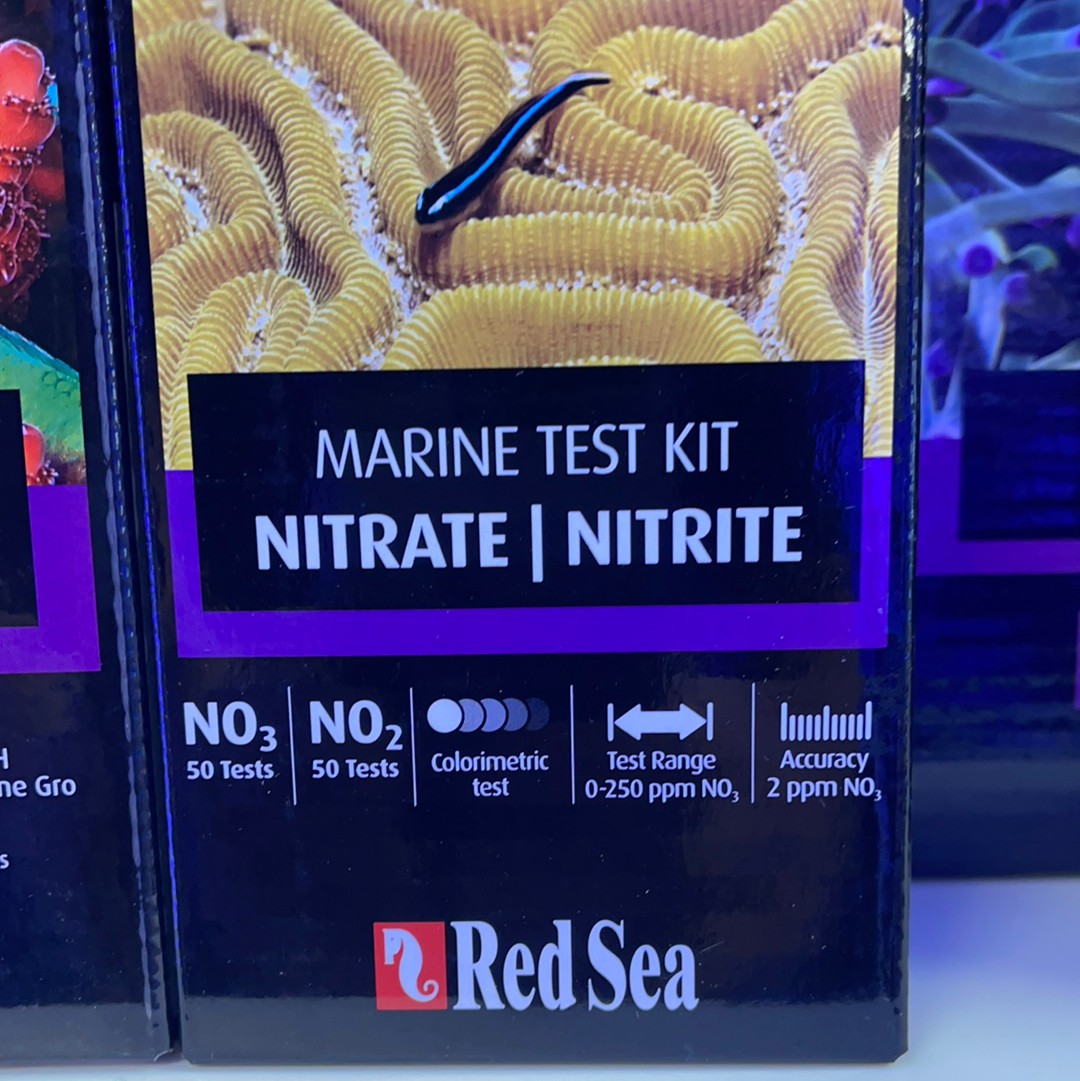 MARINE TEST KIT
NITRATE | NITRITE
NO₃
50 Tests
NO₂
50 Tests
Colorimetric
test
Test Range
0-250 ppm NO₃
Accuracy
2 ppm NO₃
Red Sea
H
ne Gro
s